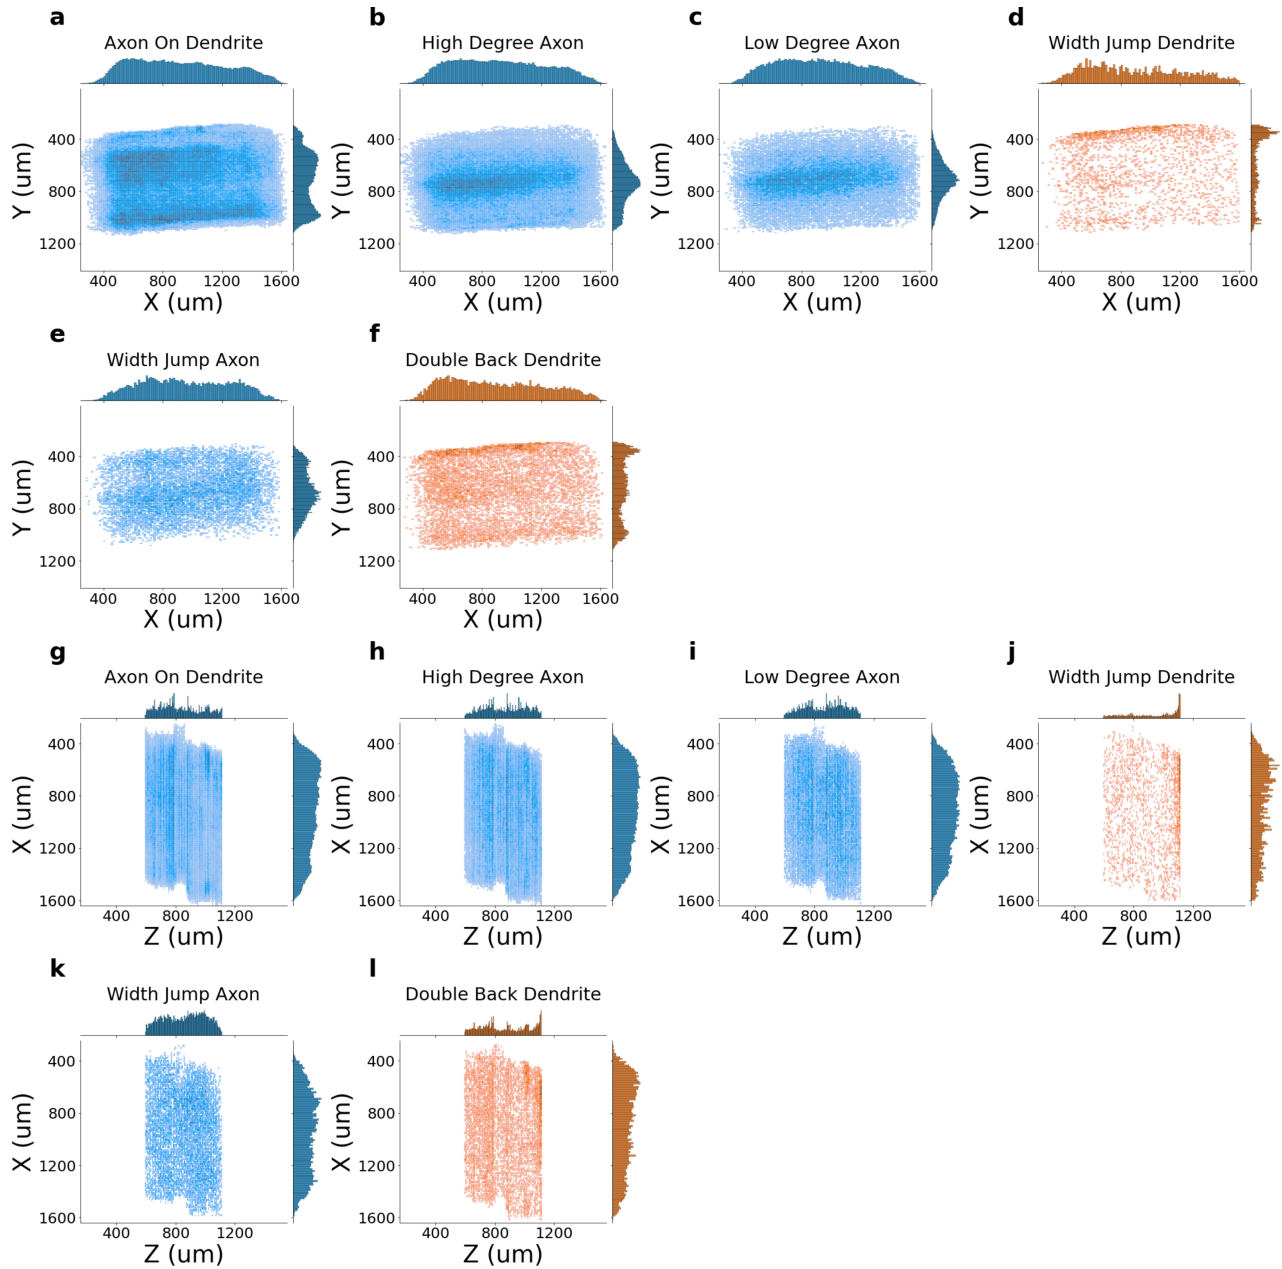 a
Axon On Dendrite
Y (um)
400
800
1200
400 800 1200 1600
X (um)
b
High Degree Axon
Y (um)
400
800
1200
400 800 1200 1600
X (um)
c
Low Degree Axon
Y (um)
400
800
1200
400 800 1200 1600
X (um)
d
Width Jump Dendrite
Y (um)
400
800
1200
400 800 1200 1600
X (um)
e
Width Jump Axon
Y (um)
400
800
1200
400 800 1200 1600
X (um)
f
Double Back Dendrite
Y (um)
400
800
1200
400 800 1200 1600
X (um)
g
Axon On Dendrite
X (um)
400
800
1200
1600
400 800 1200
Z (um)
h
High Degree Axon
X (um)
400
800
1200
1600
400 800 1200
Z (um)
i
Low Degree Axon
X (um)
400
800
1200
1600
400 800 1200
Z (um)
j
Width Jump Dendrite
X (um)
400
800
1200
1600
400 800 1200
Z (um)
k
Width Jump Axon
X (um)
400
800
1200
1600
400 800 1200
Z (um)
l
Double Back Dendrite
X (um)
400
800
1200
1600
400 800 1200
Z (um)